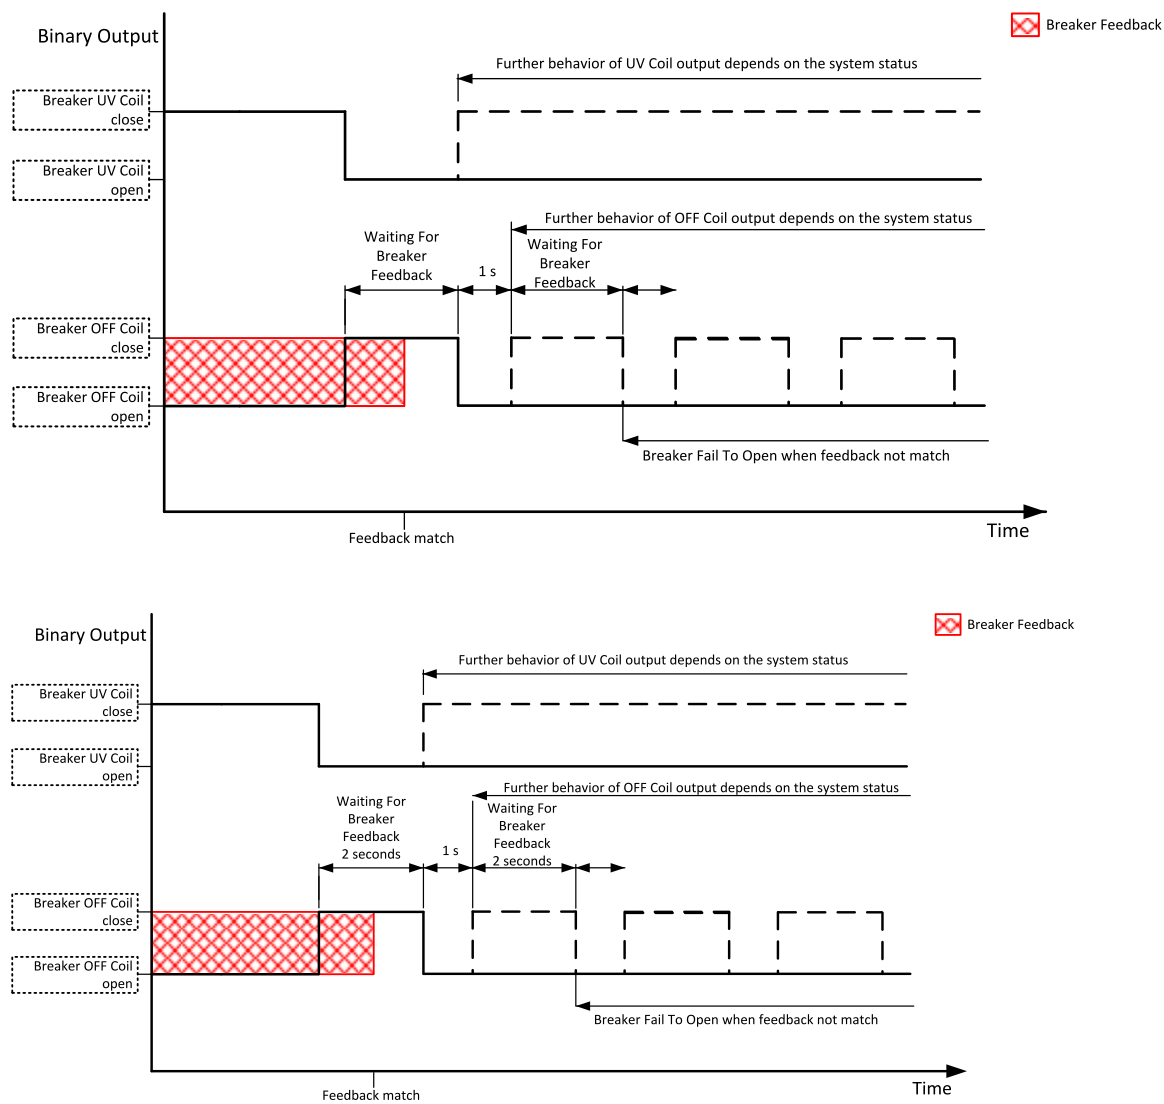 Binary Output
Breaker Feedback
Further behavior of UV Coil output depends on the system status
Breaker UV Coil
close
Breaker UV Coil
open
Further behavior of OFF Coil output depends on the system status
Waiting For
Breaker
Feedback
1 s
Waiting For
Breaker
Feedback
Breaker OFF Coil
close
Breaker OFF Coil
open
Breaker Fail To Open when feedback not match
Time
Feedback match
Binary Output
Breaker Feedback
Further behavior of UV Coil output depends on the system status
Breaker UV Coil
close
Breaker UV Coil
open
Further behavior of OFF Coil output depends on the system status
Waiting For
Breaker
Feedback
2 seconds
1 s
Waiting For
Breaker
Feedback
2 seconds
Breaker OFF Coil
close
Breaker OFF Coil
open
Breaker Fail To Open when feedback not match
Time
Feedback match